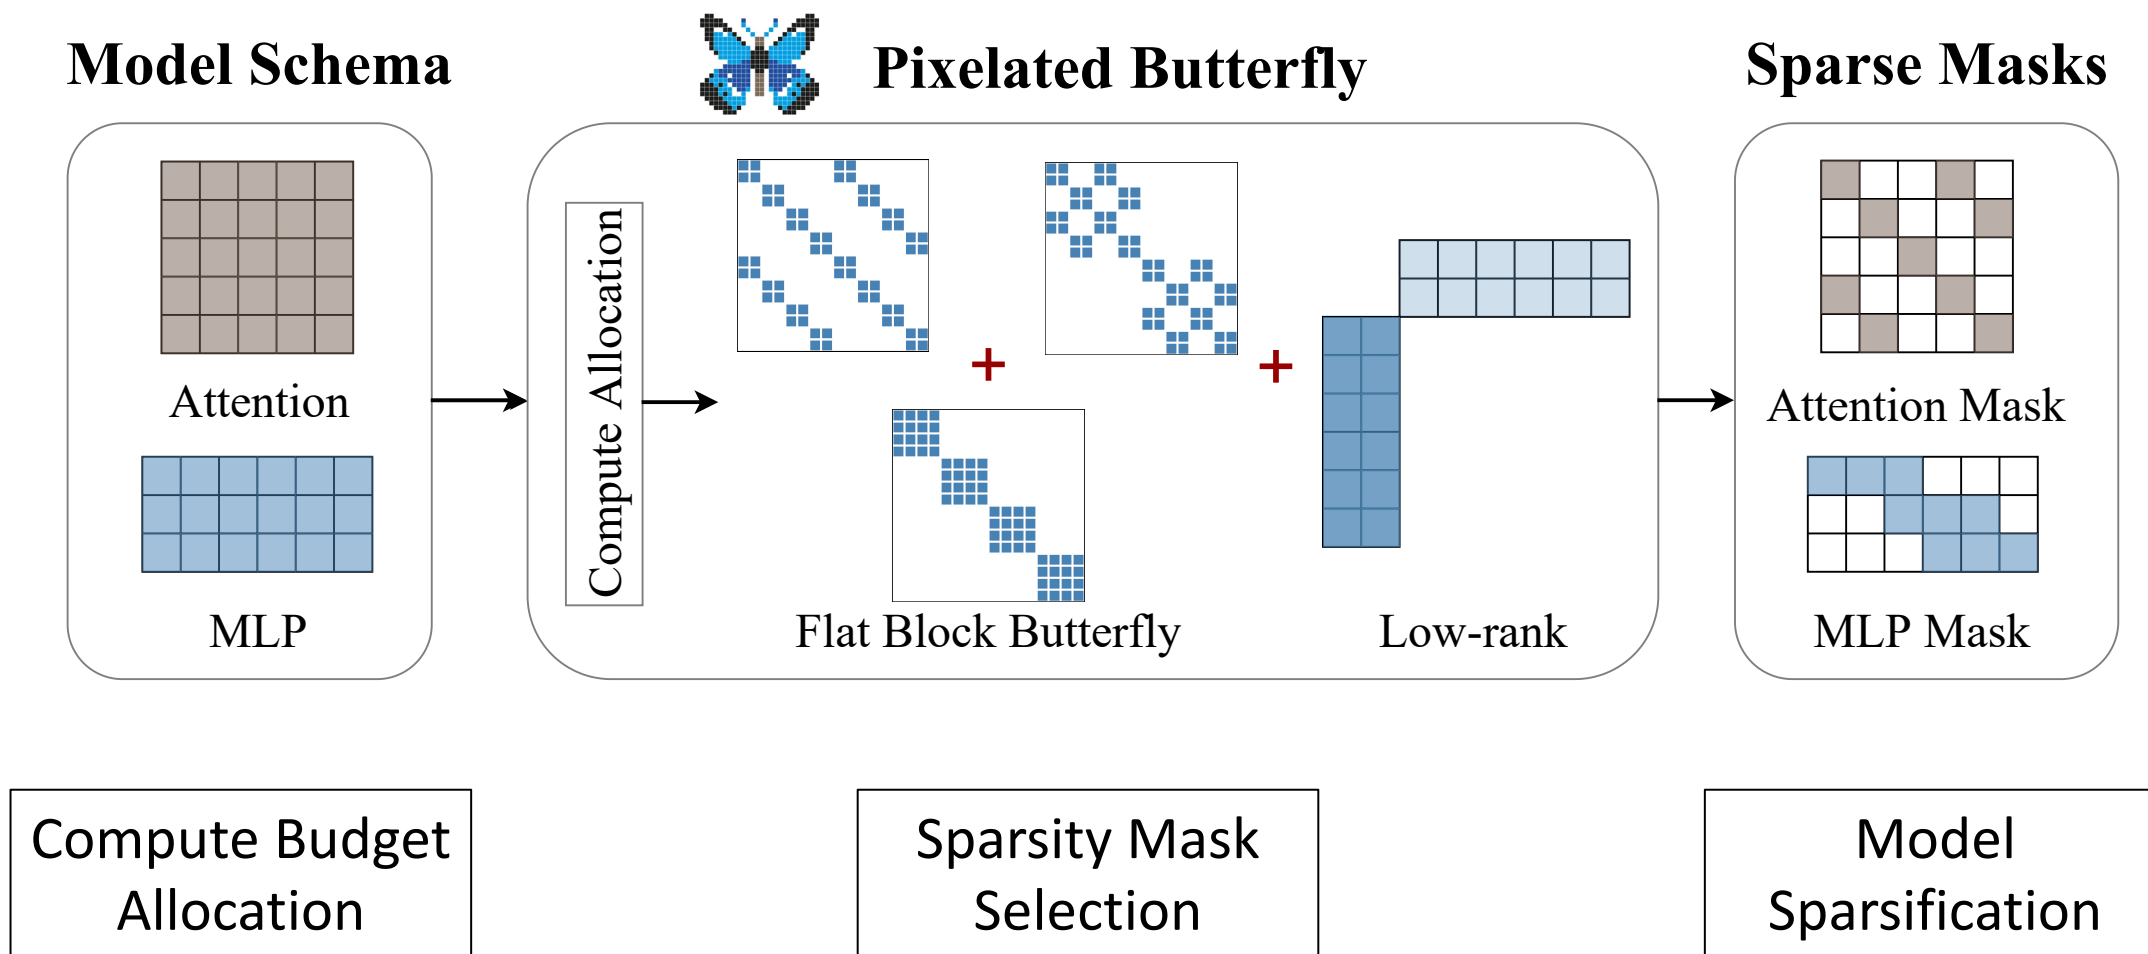 Model Schema
Pixelated Butterfly
Sparse Masks
Attention
MLP
Compute Allocation
+
+
Flat Block Butterfly
Low-rank
Attention Mask
MLP Mask
Compute Budget
Allocation
Sparsity Mask
Selection
Model
Sparsification